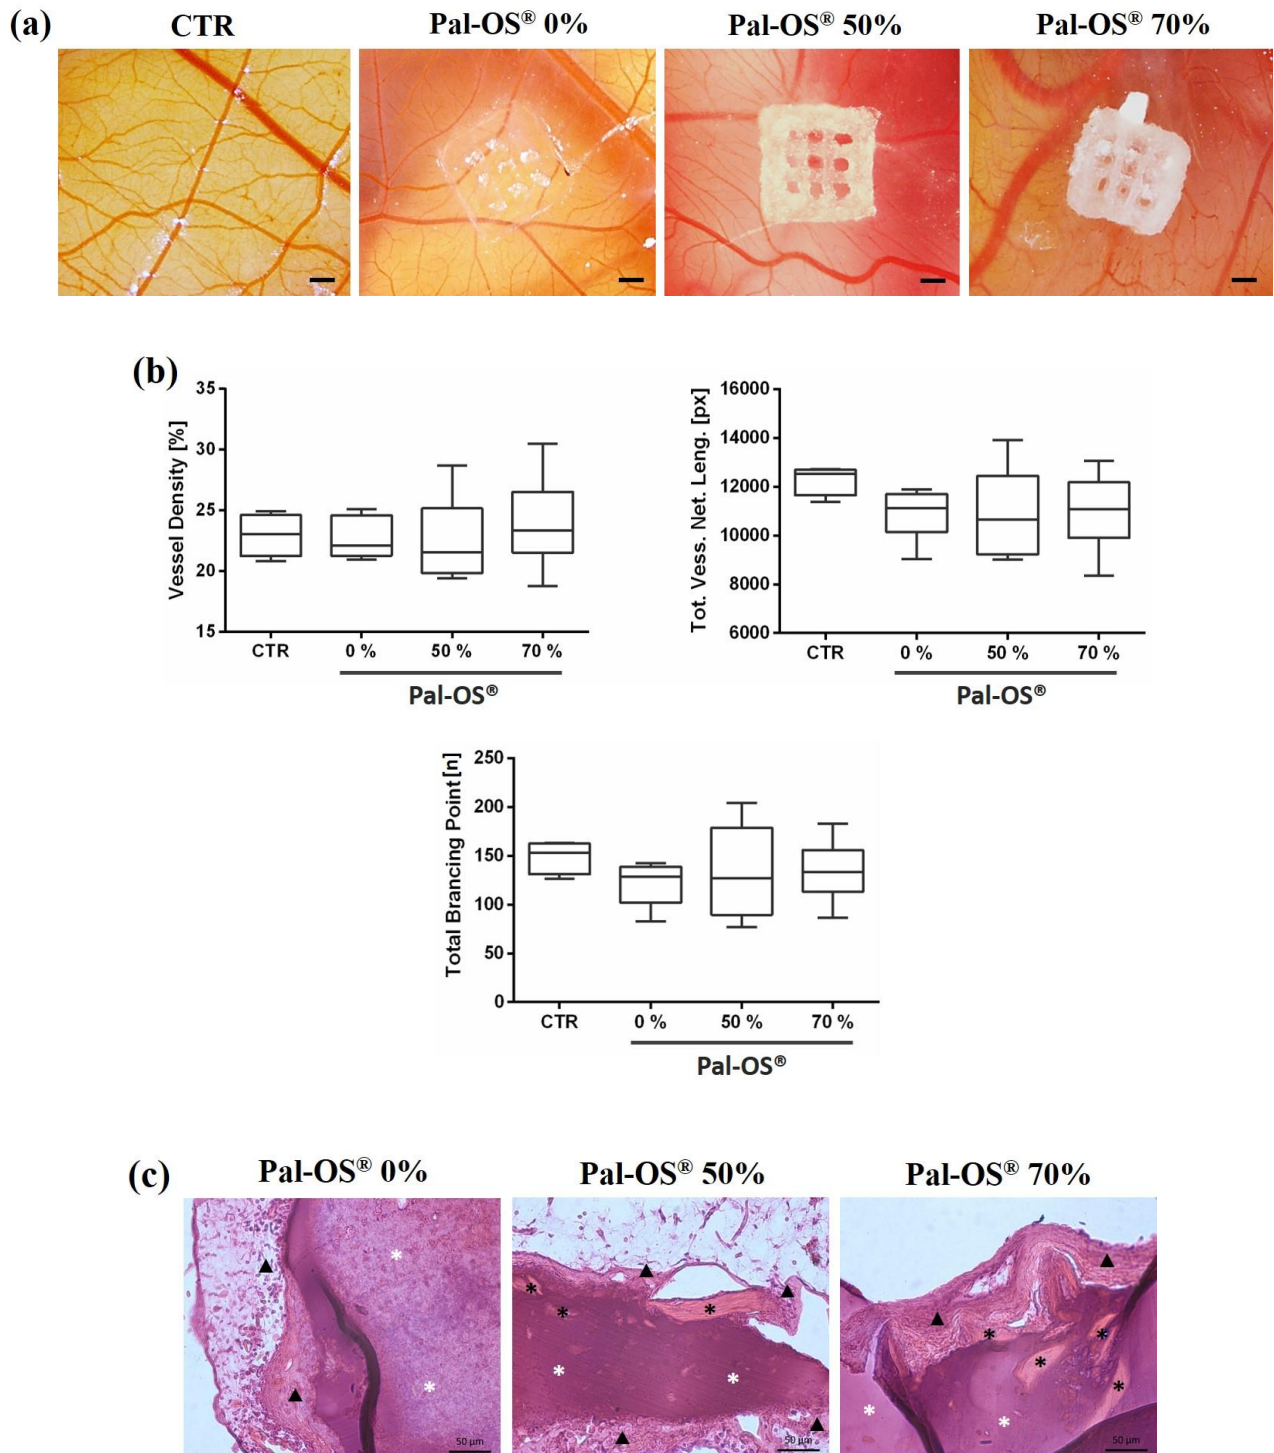 (a)
CTR
Pal-OS® 0%
Pal-OS® 50%
Pal-OS® 70%
(b)
Vessel Density [%]
35
30
25
20
15
CTR
0 %
50 %
70 %
Pal-OS®
Tot. Vess. Net. Leng. [px]
16000
14000
12000
10000
8000
6000
CTR
0 %
50 %
70 %
Pal-OS®
Total Brancing Point[n]
250
200
150
100
50
0
CTR
0 %
50 %
70 %
Pal-OS®
(c)
Pal-OS® 0%
Pal-OS® 50%
Pal-OS® 70%
50 µm
50 µm
50 µm